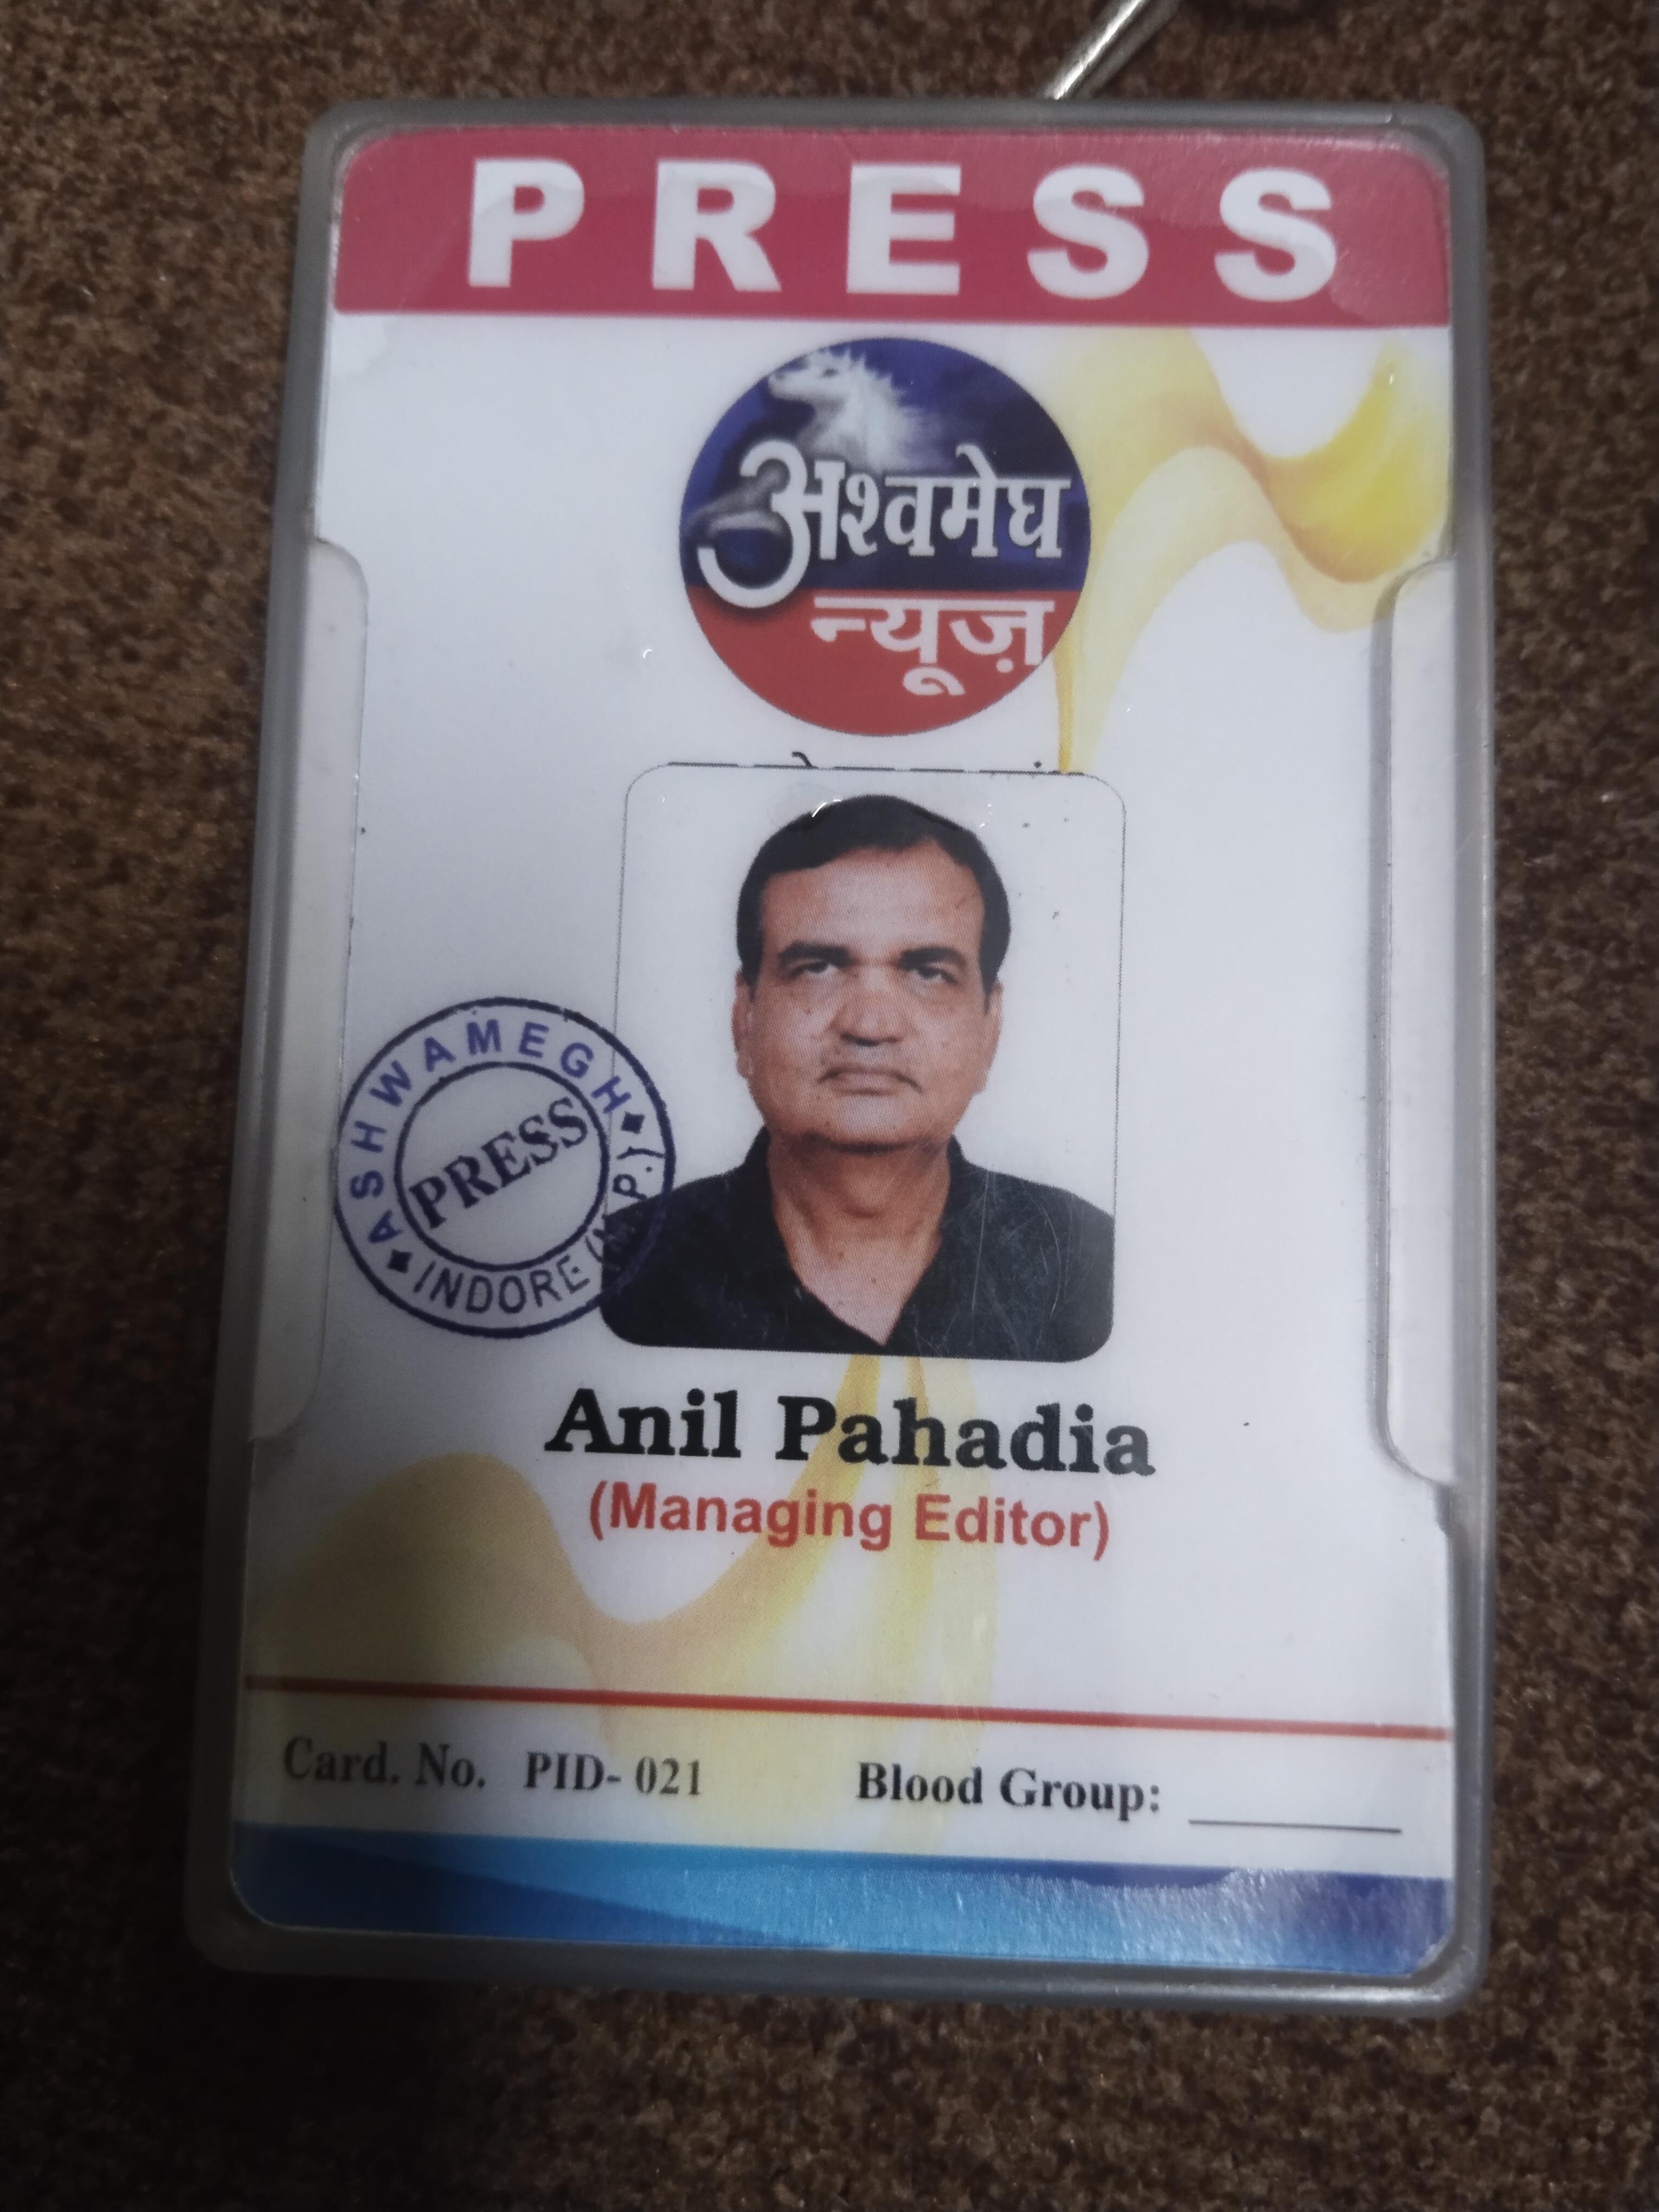 PRESS
अश्वमेघ
न्यूज़
ASHWAMEGH
PRESS
INDORE (M.P.)
Anil Pahadia
(Managing Editor)
Card. No. PID- 021 Blood Group: